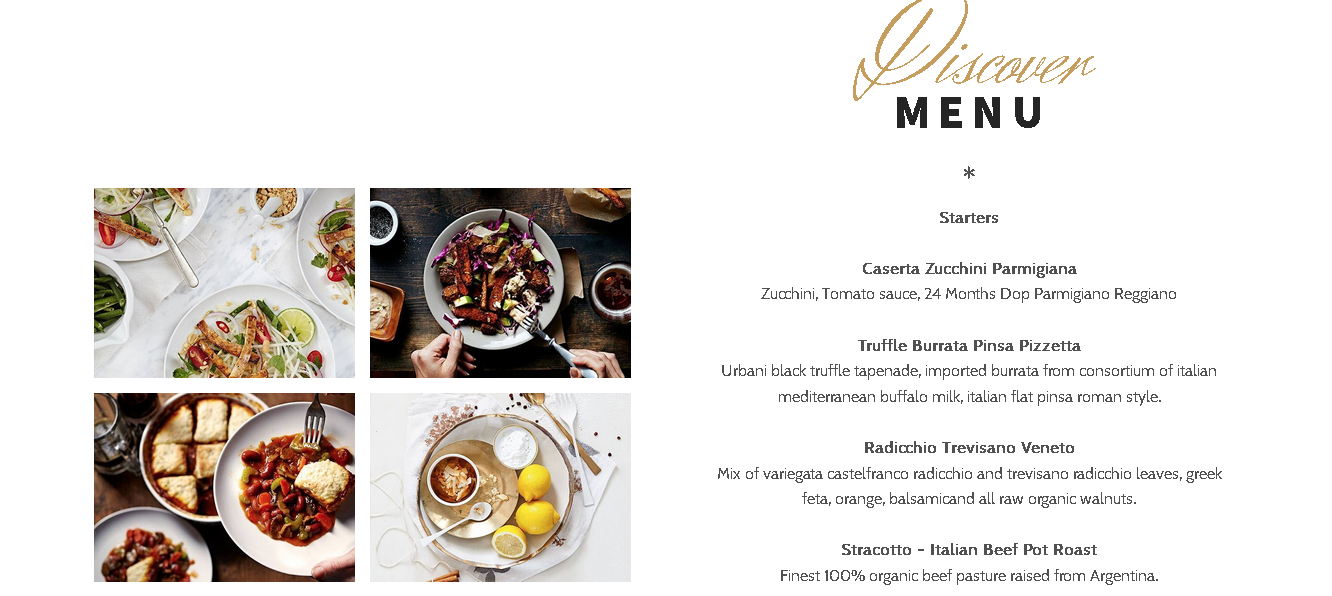 Discover
MENU
*
Starters
Caserta Zucchini Parmigiana
Zucchini, Tomato sauce, 24 Months Dop Parmigiano Reggiano
Truffle Burrata Pinsa Pizzetta
Urbani black truffle tapenade, imported burrata from consortium of italian
mediterranean buffalo milk, italian flat pinsa roman style.
Radicchio Trevisano Veneto
Mix of variegata castelfranco radicchio and trevisano radicchio leaves, greek
feta, orange, balsamicand all raw organic walnuts.
Stracotto - Italian Beef Pot Roast
Finest 100% organic beef pasture raised from Argentina.